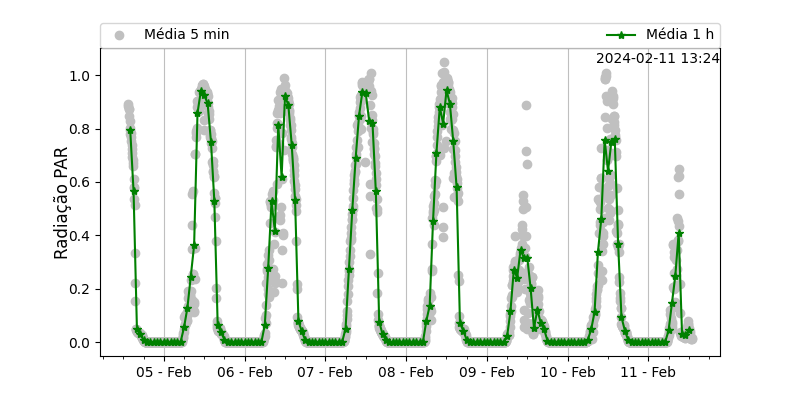 Média 5 min
Média 1 h
2024-02-11 13:24
Radiação PAR
1.0
0.8
0.6
0.4
0.2
0.0
05 - Feb
06 - Feb
07 - Feb
08 - Feb
09 - Feb
10 - Feb
11 - Feb